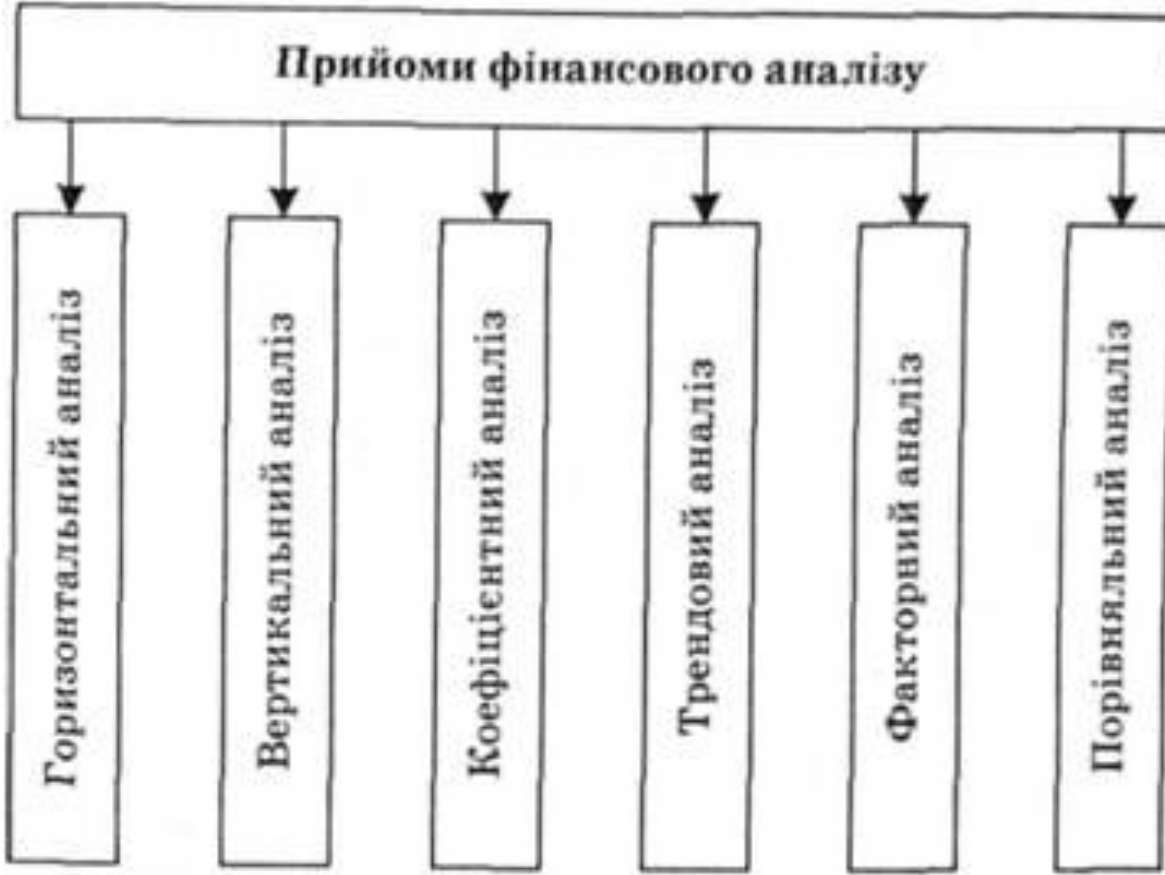 Прийоми фінансового аналізу
Горизонтальний аналіз
Вертикальний аналіз
Коефіцієнтний аналіз
Трендовий аналіз
Факторний аналіз
Порівняльний аналіз